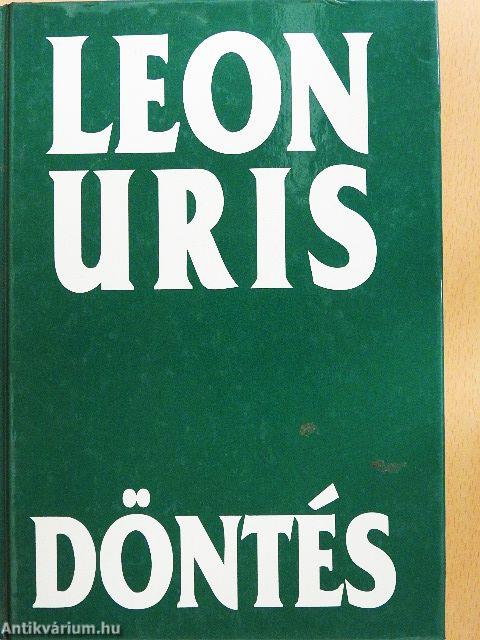 LEON
URIS
DÖNTÉS
Antikvárium.hu